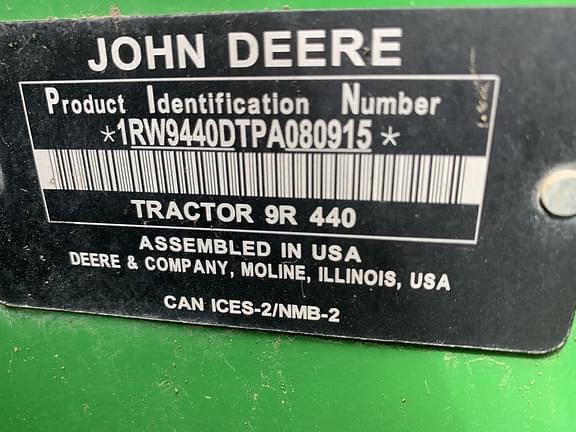 JOHN DEERE
Product Identification Number
*1RW9440DTPA080915*
TRACTOR 9R 440
ASSEMBLED IN USA
DEERE & COMPANY, MOLINE, ILLINOIS, USA
CAN ICES-2/NMB-2